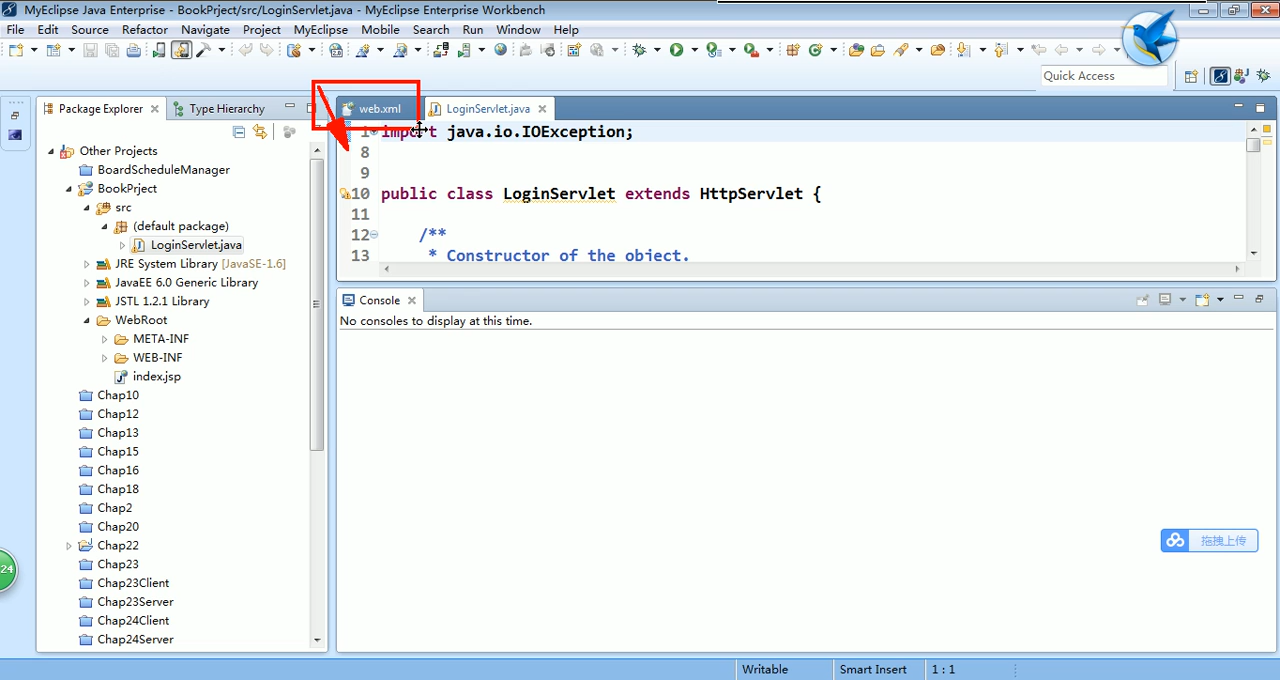 MyEclipse Java Enterprise - BookPrject/src/LoginServlet.java - MyEclipse Enterprise Workbench
File Edit Source Refactor Navigate Project MyEclipse Mobile Search Run Window Help
Quick Access
Package Explorer Type Hierarchy
web.xml LoginServlet.java
Other Projects
BoardScheduleManager
BookPrject
src
(default package)
LoginServlet.java
JRE System Library [JavaSE-1.6]
JavaEE 6.0 Generic Library
JSTL 1.2.1 Library
WebRoot
META-INF
WEB-INF
index.jsp
Chap10
Chap12
Chap13
Chap15
Chap16
Chap18
Chap2
Chap20
Chap22
Chap23
Chap23Client
Chap23Server
Chap24Client
Chap24Server
1 import java.io.IOException;
8
9
10 public class LoginServlet extends HttpServlet {
11
12 /**
13 * Constructor of the object.
Console
No consoles to display at this time.
拖拽上传
24
Writable Smart Insert 1 : 1